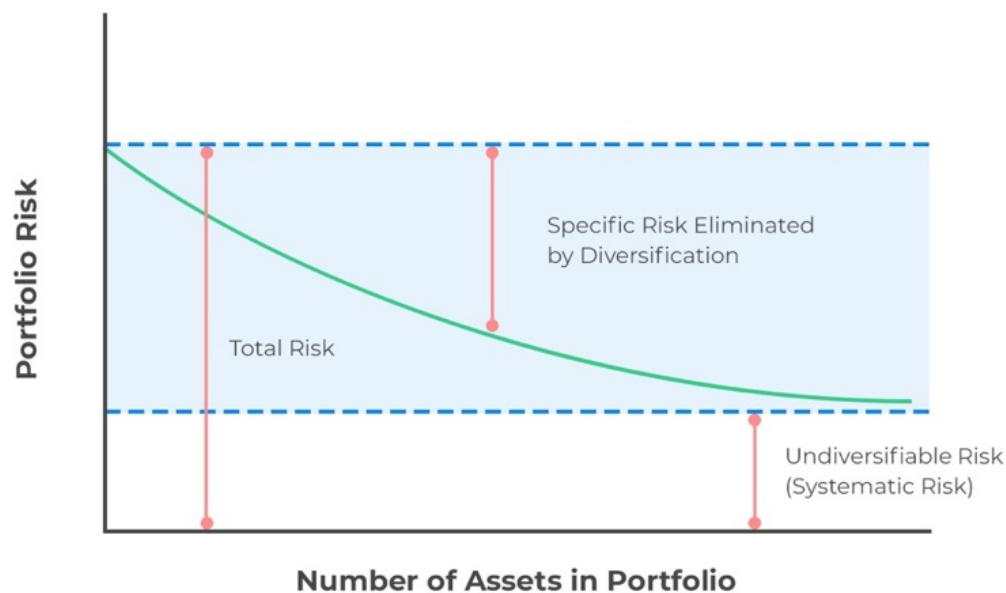 Portfolio Risk
Specific Risk Eliminated
by Diversification
Total Risk
Undiversifiable Risk
(Systematic Risk)
Number of Assets in Portfolio